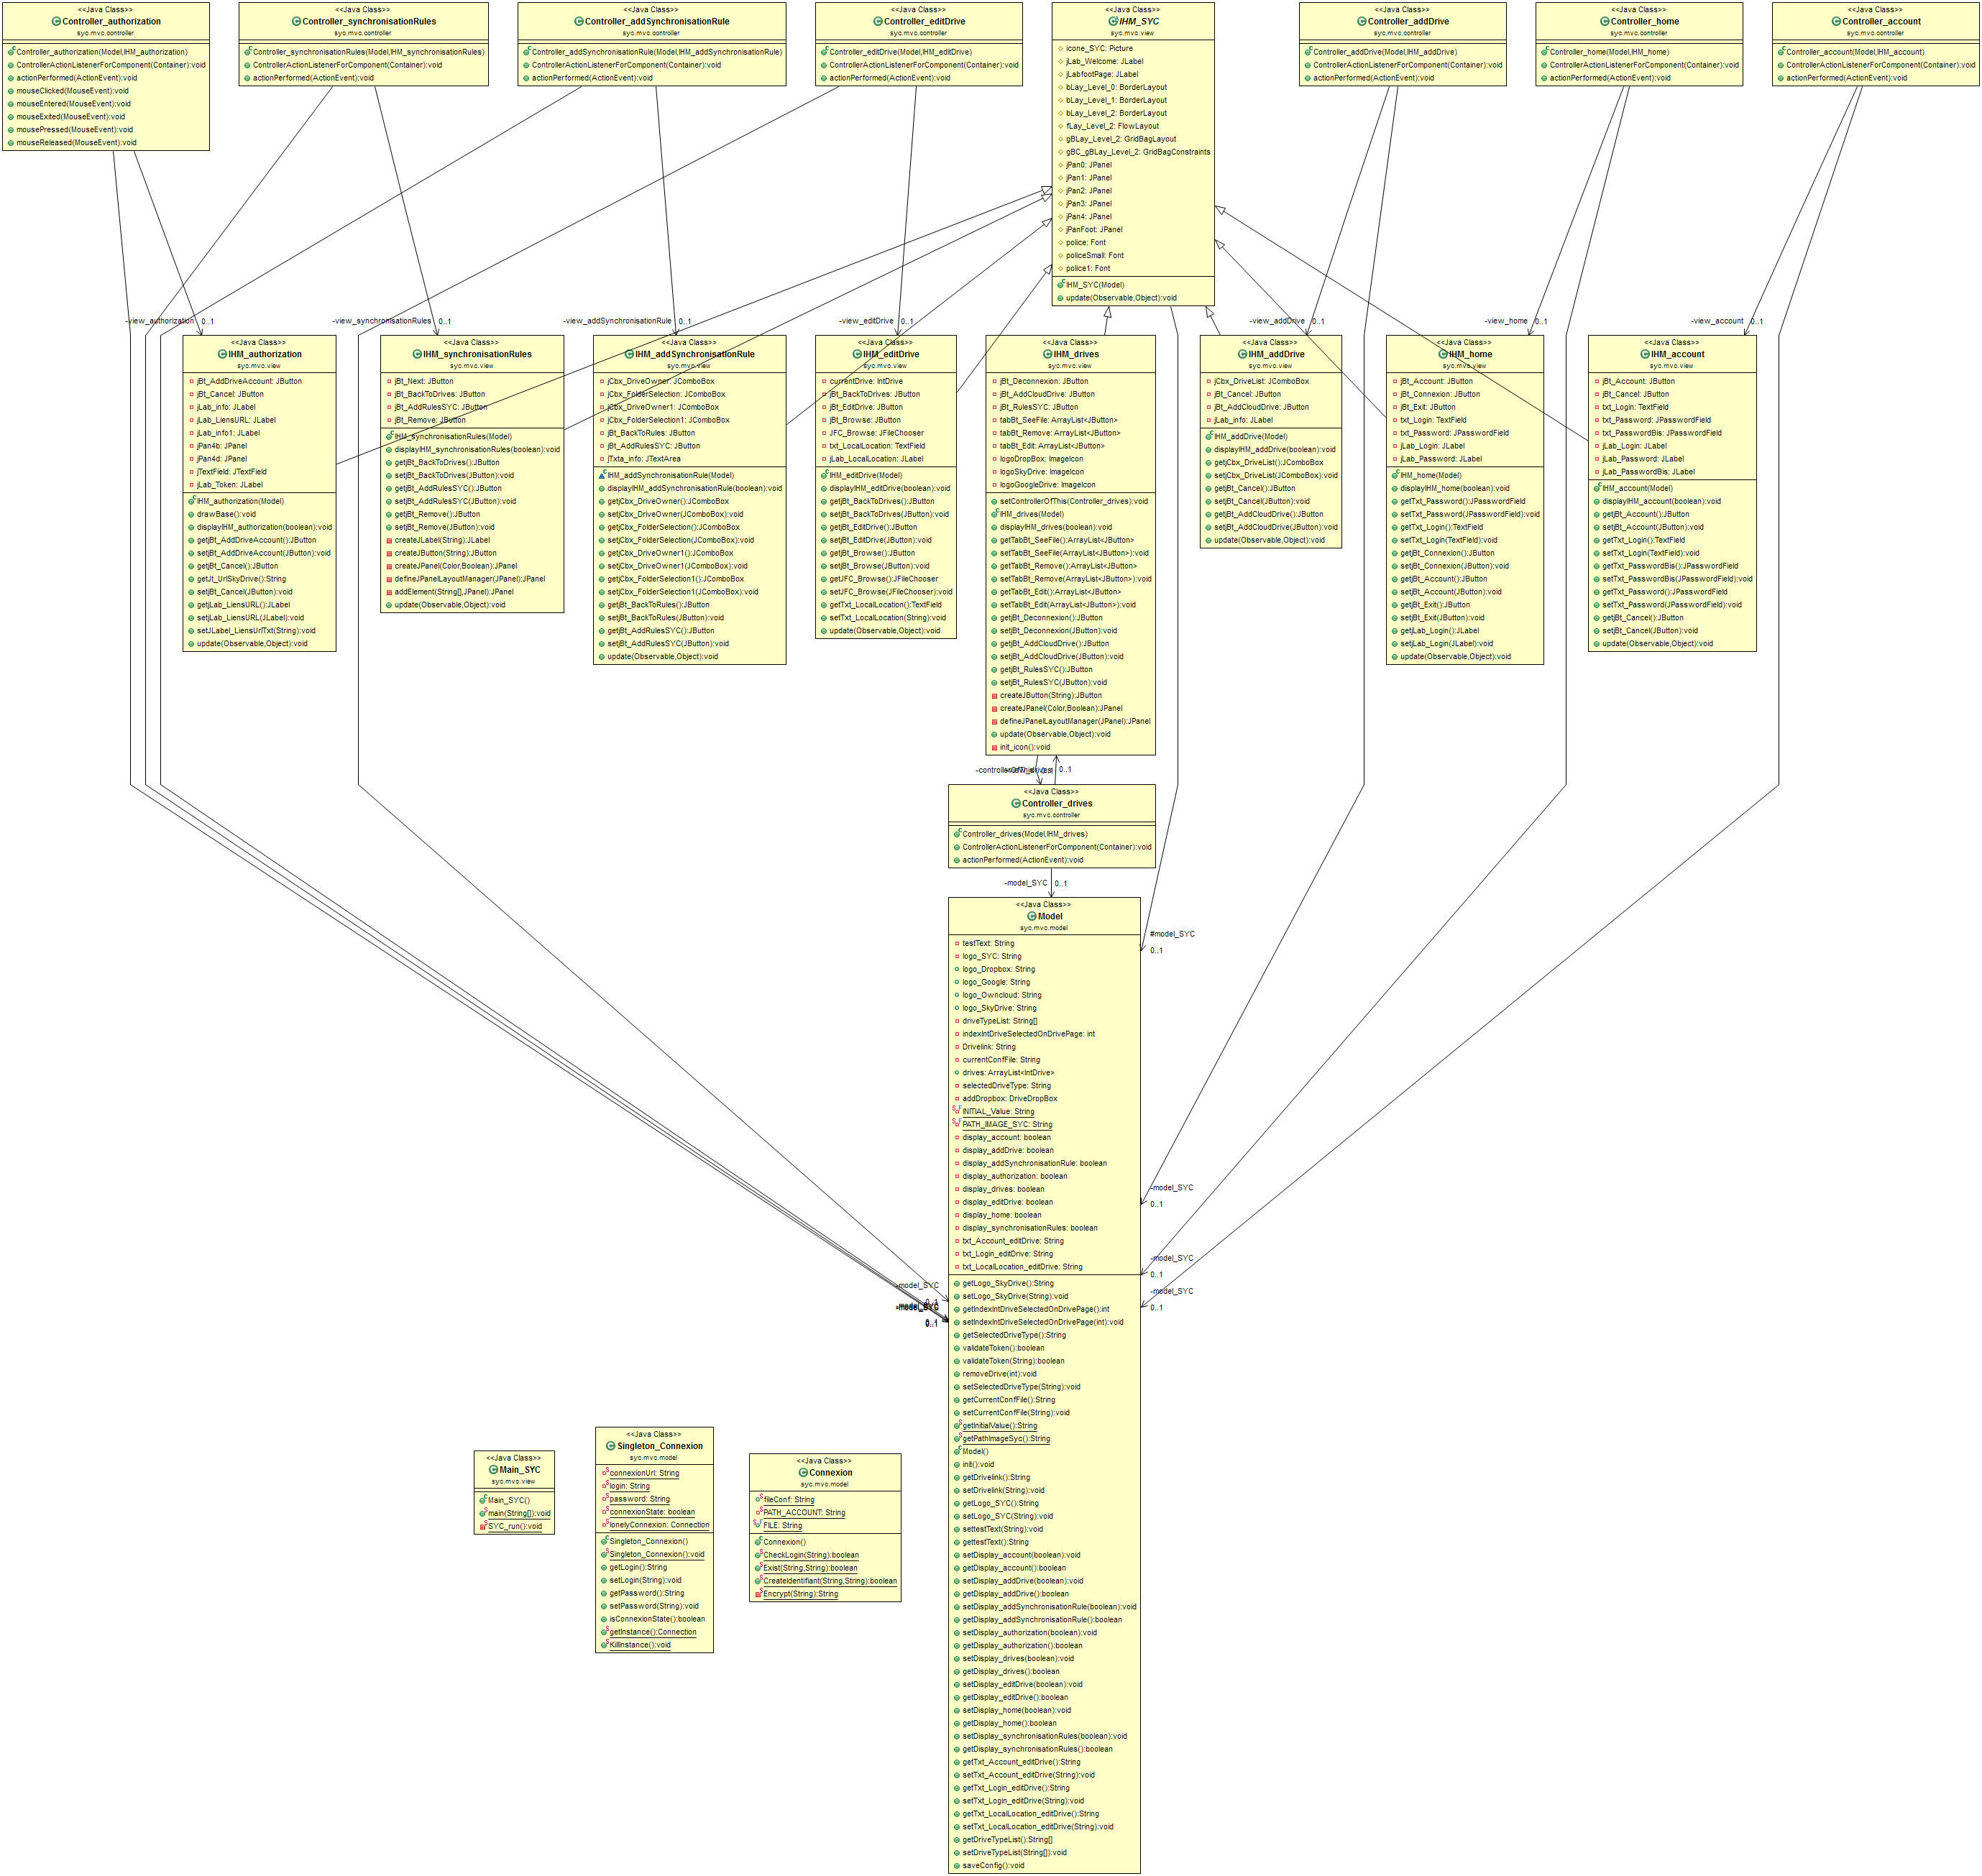 <<Java Class>>
Controller_authorization
syc.mvc.controller
Controller_authorization(Model,IHM_authorization)
ControllerActionListenerForComponent(Container):void
actionPerformed(ActionEvent):void
mouseClicked(MouseEvent):void
mouseEntered(MouseEvent):void
mouseExited(MouseEvent):void
mousePressed(MouseEvent):void
mouseReleased(MouseEvent):void
<<Java Class>>
Controller_synchronisationRules
syc.mvc.controller
Controller_synchronisationRules(Model,IHM_synchronisationRules)
ControllerActionListenerForComponent(Container):void
actionPerformed(ActionEvent):void
<<Java Class>>
Controller_addSynchronisationRule
syc.mvc.controller
Controller_addSynchronisationRule(Model,IHM_addSynchronisationRule)
ControllerActionListenerForComponent(Container):void
actionPerformed(ActionEvent):void
<<Java Class>>
Controller_editDrive
syc.mvc.controller
Controller_editDrive(Model,IHM_editDrive)
ControllerActionListenerForComponent(Container):void
actionPerformed(ActionEvent):void
<<Java Class>>
IHM_SYC
syc.mvc.view
icone_SYC: Picture
jLab_Welcome: JLabel
jLabfootPage: JLabel
bLay_Level_0: BorderLayout
bLay_Level_1: BorderLayout
bLay_Level_2: BorderLayout
fLay_Level_2: FlowLayout
gBLay_Level_2: GridBagLayout
gBC_gBLay_Level_2: GridBagConstraints
jPan0: JPanel
jPan1: JPanel
jPan2: JPanel
jPan3: JPanel
jPan4: JPanel
jPanFoot: JPanel
police: Font
policeSmall: Font
police1: Font
IHM_SYC(Model)
update(Observable,Object):void
<<Java Class>>
Controller_addDrive
syc.mvc.controller
Controller_addDrive(Model,IHM_addDrive)
ControllerActionListenerForComponent(Container):void
actionPerformed(ActionEvent):void
<<Java Class>>
Controller_home
syc.mvc.controller
Controller_home(Model,IHM_home)
ControllerActionListenerForComponent(Container):void
actionPerformed(ActionEvent):void
<<Java Class>>
Controller_account
syc.mvc.controller
Controller_account(Model,IHM_account)
ControllerActionListenerForComponent(Container):void
actionPerformed(ActionEvent):void
-view_authorization 0..1
-view_synchronisationRules 0..1
-view_addSynchronisationRule 0..1
-view_editDrive 0..1
-view_addDrive 0..1
-view_home 0..1
-view_account 0..1
<<Java Class>>
IHM_authorization
syc.mvc.view
jBt_AddDriveAccount: JButton
jBt_Cancel: JButton
jLab_info: JLabel
jLab_LiensURL: JLabel
jLab_info1: JLabel
jPan4b: JPanel
jPan4d: JPanel
jTextField: JTextField
jLab_Token: JLabel
IHM_authorization(Model)
drawBase():void
displayIHM_authorization(boolean):void
getjBt_AddDriveAccount():JButton
setjBt_AddDriveAccount(JButton):void
getjBt_Cancel():JButton
getJt_UrlSkyDrive():String
setjBt_Cancel(JButton):void
getjLab_LiensURL():JLabel
setjLab_LiensURL(JLabel):void
setJLabel_LiensUrlTxt(String):void
update(Observable,Object):void
<<Java Class>>
IHM_synchronisationRules
syc.mvc.view
jBt_Next: JButton
jBt_BackToDrives: JButton
jBt_AddRulesSYC: JButton
jBt_Remove: JButton
IHM_synchronisationRules(Model)
displayIHM_synchronisationRules(boolean):void
getjBt_BackToDrives():JButton
setjBt_BackToDrives(JButton):void
getjBt_AddRulesSYC():JButton
setjBt_AddRulesSYC(JButton):void
getjBt_Remove():JButton
setjBt_Remove(JButton):void
createJLabel(String):JLabel
createJButton(String):JButton
createJPanel(Color,Boolean):JPanel
defineJPanelLayoutManager(JPanel):JPanel
addElement(String[],JPanel):JPanel
update(Observable,Object):void
<<Java Class>>
IHM_addSynchronisationRule
syc.mvc.view
jCbx_DriveOwner: JComboBox
jCbx_FolderSelection: JComboBox
jCbx_DriveOwner1: JComboBox
jCbx_FolderSelection1: JComboBox
jBt_BackToRules: JButton
jBt_AddRulesSYC: JButton
jTxta_info: JTextArea
IHM_addSynchronisationRule(Model)
displayIHM_addSynchronisationRule(boolean):void
getjCbx_DriveOwner():JComboBox
setjCbx_DriveOwner(JComboBox):void
getjCbx_FolderSelection():JComboBox
setjCbx_FolderSelection(JComboBox):void
getjCbx_DriveOwner1():JComboBox
setjCbx_DriveOwner1(JComboBox):void
getjCbx_FolderSelection1():JComboBox
setjCbx_FolderSelection1(JComboBox):void
getjBt_BackToRules():JButton
setjBt_BackToRules(JButton):void
getjBt_AddRulesSYC():JButton
setjBt_AddRulesSYC(JButton):void
update(Observable,Object):void
<<Java Class>>
IHM_editDrive
syc.mvc.view
currentDrive: IntDrive
jBt_BackToDrives: JButton
jBt_EditDrive: JButton
jBt_Browse: JButton
JFC_Browse: JFileChooser
txt_LocalLocation: TextField
jLab_LocalLocation: JLabel
IHM_editDrive(Model)
displayIHM_editDrive(boolean):void
getjBt_BackToDrives():JButton
setjBt_BackToDrives(JButton):void
getjBt_EditDrive():JButton
setjBt_EditDrive(JButton):void
getjBt_Browse():JButton
setjBt_Browse(JButton):void
getJFC_Browse():JFileChooser
setJFC_Browse(JFileChooser):void
getTxt_LocalLocation():TextField
setTxt_LocalLocation(String):void
update(Observable,Object):void
<<Java Class>>
IHM_drives
syc.mvc.view
jBt_Deconnexion: JButton
jBt_AddCloudDrive: JButton
jBt_RulesSYC: JButton
tabBt_SeeFile: ArrayList<JButton>
tabBt_Remove: ArrayList<JButton>
tabBt_Edit: ArrayList<JButton>
logoDropBox: ImageIcon
logoSkyDrive: ImageIcon
logoGoogleDrive: ImageIcon
setControllerOfThis(Controller_drives):void
IHM_drives(Model)
displayIHM_drives(boolean):void
getTabBt_SeeFile():ArrayList<JButton>
setTabBt_SeeFile(ArrayList<JButton>):void
getTabBt_Remove():ArrayList<JButton>
setTabBt_Remove(ArrayList<JButton>):void
getTabBt_Edit():ArrayList<JButton>
setTabBt_Edit(ArrayList<JButton>):void
getjBt_Deconnexion():JButton
setjBt_Deconnexion(JButton):void
getjBt_AddCloudDrive():JButton
setjBt_AddCloudDrive(JButton):void
getjBt_RulesSYC():JButton
setjBt_RulesSYC(JButton):void
createJButton(String):JButton
createJPanel(Color,Boolean):JPanel
defineJPanelLayoutManager(JPanel):JPanel
update(Observable,Object):void
init_icon():void
<<Java Class>>
IHM_addDrive
syc.mvc.view
jCbx_DriveList: JComboBox
jBt_Cancel: JButton
jBt_AddCloudDrive: JButton
jLab_info: JLabel
IHM_addDrive(Model)
displayIHM_addDrive(boolean):void
getjCbx_DriveList():JComboBox
setjCbx_DriveList(JComboBox):void
getjBt_Cancel():JButton
setjBt_Cancel(JButton):void
getjBt_AddCloudDrive():JButton
setjBt_AddCloudDrive(JButton):void
update(Observable,Object):void
<<Java Class>>
IHM_home
syc.mvc.view
jBt_Account: JButton
jBt_Connexion: JButton
jBt_Exit: JButton
txt_Login: TextField
txt_Password: JPasswordField
jLab_Login: JLabel
jLab_Password: JLabel
IHM_home(Model)
displayIHM_home(boolean):void
getTxt_Password():JPasswordField
setTxt_Password(JPasswordField):void
getTxt_Login():TextField
setTxt_Login(TextField):void
getjBt_Connexion():JButton
setjBt_Connexion(JButton):void
getjBt_Account():JButton
setjBt_Account(JButton):void
getjBt_Exit():JButton
setjBt_Exit(JButton):void
getjLab_Login():JLabel
setjLab_Login(JLabel):void
update(Observable,Object):void
<<Java Class>>
IHM_account
syc.mvc.view
jBt_Account: JButton
jBt_Cancel: JButton
txt_Login: TextField
txt_Password: JPasswordField
txt_PasswordBis: JPasswordField
jLab_Login: JLabel
jLab_Password: JLabel
jLab_PasswordBis: JLabel
IHM_account(Model)
displayIHM_account(boolean):void
getjBt_Account():JButton
setjBt_Account(JButton):void
getTxt_Login():TextField
setTxt_Login(TextField):void
getTxt_PasswordBis():JPasswordField
setTxt_PasswordBis(JPasswordField):void
getTxt_Password():JPasswordField
setTxt_Password(JPasswordField):void
getjBt_Cancel():JButton
setjBt_Cancel(JButton):void
update(Observable,Object):void
0..1
<<Java Class>>
Controller_drives
syc.mvc.controller
Controller_drives(Model,IHM_drives)
ControllerActionListenerForComponent(Container):void
actionPerformed(ActionEvent):void
-model_SYC 0..1
#model_SYC
0..1
-model_SYC
0..1
-model_SYC
0..1
-model_SYC
0..1
-model_SYC
0..1
-model_SYC
0..1
<<Java Class>>
Model
syc.mvc.model
testText: String
logo_SYC: String
logo_Dropbox: String
logo_Google: String
logo_Owncloud: String
logo_SkyDrive: String
driveTypeList: String[]
indexIntDriveSelectedOnDrivePage: int
Drivelink: String
currentConfFile: String
drives: ArrayList<IntDrive>
selectedDriveType: String
addDropbox: DriveDropBox
INITIAL_Value: String
PATH_IMAGE_SYC: String
display_account: boolean
display_addDrive: boolean
display_addSynchronisationRule: boolean
display_authorization: boolean
display_drives: boolean
display_editDrive: boolean
display_home: boolean
display_synchronisationRules: boolean
txt_Account_editDrive: String
txt_Login_editDrive: String
txt_LocalLocation_editDrive: String
getLogo_SkyDrive():String
setLogo_SkyDrive(String):void
getIndexIntDriveSelectedOnDrivePage():int
setIndexIntDriveSelectedOnDrivePage(int):void
getSelectedDriveType():String
validateToken():boolean
validateToken(String):boolean
removeDrive(int):void
setSelectedDriveType(String):void
getCurrentConfFile():String
setCurrentConfFile(String):void
getInitialValue():String
getPathImageSyc():String
Model()
init():void
getDrivelink():String
setDrivelink(String):void
getLogo_SYC():String
setLogo_SYC(String):void
settestText(String):void
gettestText():String
setDisplay_account(boolean):void
getDisplay_account():boolean
setDisplay_addDrive(boolean):void
getDisplay_addDrive():boolean
setDisplay_addSynchronisationRule(boolean):void
getDisplay_addSynchronisationRule():boolean
setDisplay_authorization(boolean):void
getDisplay_authorization():boolean
setDisplay_drives(boolean):void
getDisplay_drives():boolean
setDisplay_editDrive(boolean):void
getDisplay_editDrive():boolean
setDisplay_home(boolean):void
getDisplay_home():boolean
setDisplay_synchronisationRules(boolean):void
getDisplay_synchronisationRules():boolean
getTxt_Account_editDrive():String
setTxt_Account_editDrive(String):void
getTxt_Login_editDrive():String
setTxt_Login_editDrive(String):void
getTxt_LocalLocation_editDrive():String
setTxt_LocalLocation_editDrive(String):void
getDriveTypeList():String[]
setDriveTypeList(String[]):void
saveConfig():void
<<Java Class>>
Main_SYC
syc.mvc.view
Main_SYC()
main(String[]):void
SYC_run():void
<<Java Class>>
Singleton_Connexion
syc.mvc.model
connexionUrl: String
login: String
password: String
connexionState: boolean
lonelyConnexion: Connection
Singleton_Connexion()
Singleton_Connexion():void
getLogin():String
setLogin(String):void
getPassword():String
setPassword(String):void
isConnexionState():boolean
getInstance():Connection
KillInstance():void
<<Java Class>>
Connexion
syc.mvc.model
fileConf: String
PATH_ACCOUNT: String
FILE: String
Connexion()
CheckLogin(String):boolean
Exist(String,String):boolean
CreateIdentifiant(String,String):boolean
Encrypt(String):String